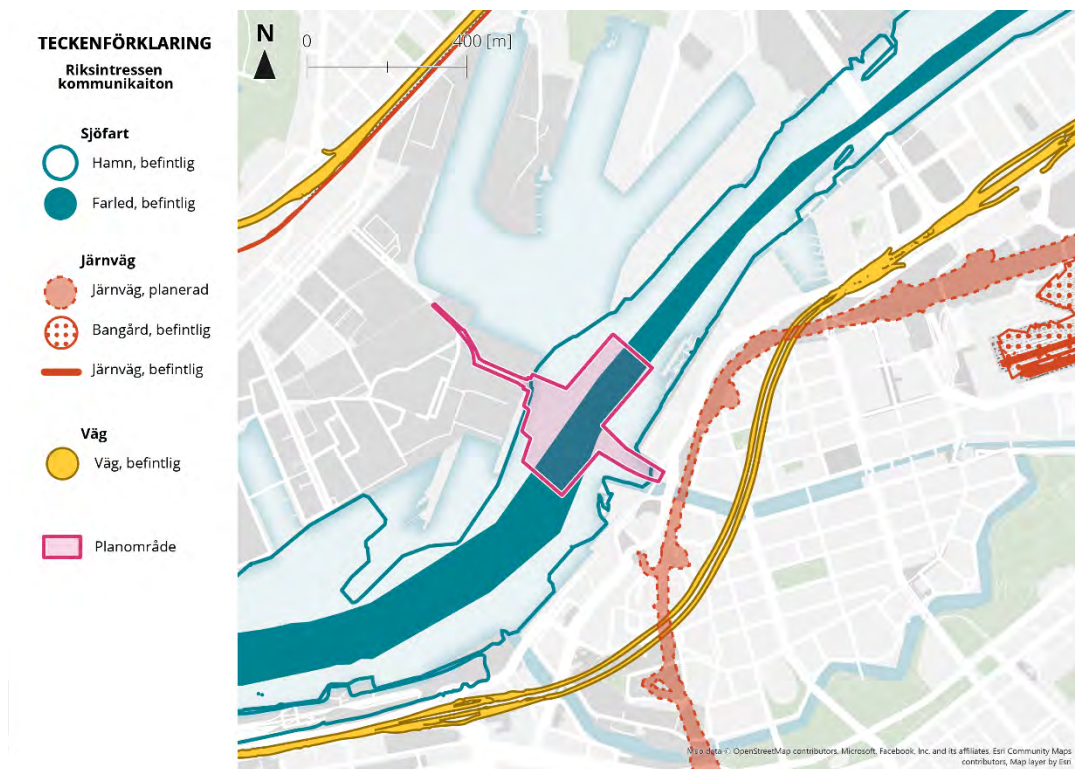 TECKENFÖRKLARING
Riksintressen
kommunikaiton
Sjöfart
Hamn, befintlig
Farled, befintlig
Järnväg
Järnväg, planerad
Bangård, befintlig
Järnväg, befintlig
Väg
Väg, befintlig
Planområde
N
0 400 [m]
Map data © OpenStreetMap contributors, Microsoft, Facebook, Inc. and its affiliates, Esri Community Maps
contributors, Map layer by Esri